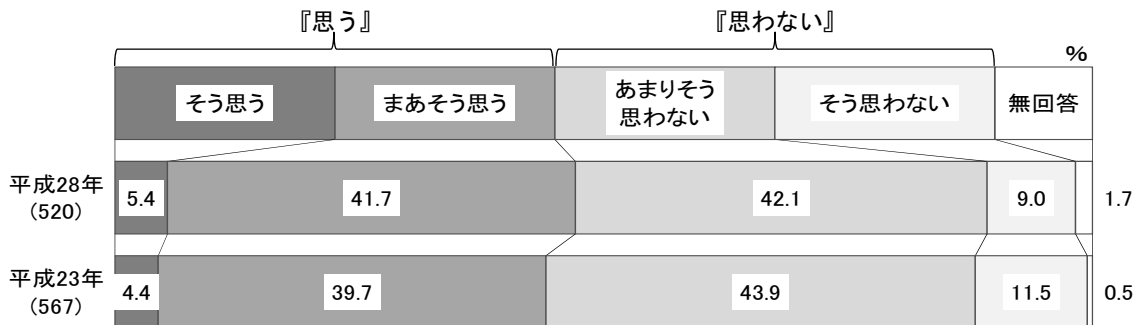 『思う』 『思わない』
%
そう思う まあそう思う あまりそう思わない そう思わない 無回答
平成28年
(520)
5.4 41.7 42.1 9.0 1.7
平成23年
(567)
4.4 39.7 43.9 11.5 0.5